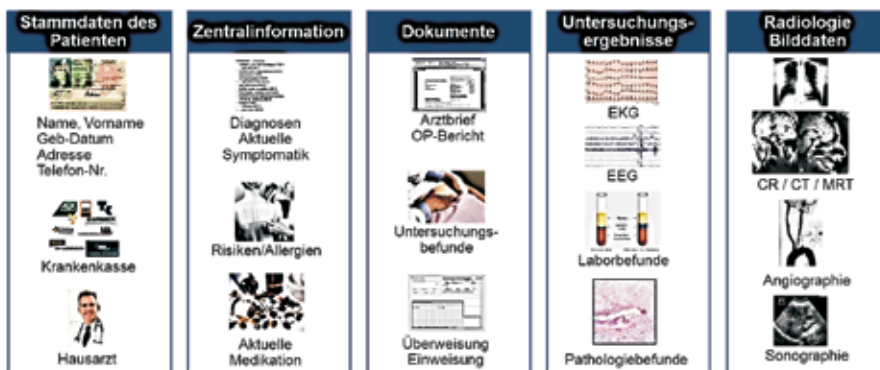 Stammdaten des
Patienten
Name, Vorname
Geb-Datum
Adresse
Telefon-Nr.
Krankenkasse
Hausarzt
Zentralinformation
Diagnosen
Aktuelle
Symptomatik
Risiken/Allergien
Aktuelle
Medikation
Dokumente
Arztbrief
OP-Bericht
Untersuchungs-
befunde
Überweisung
Einweisung
Untersuchungs-
ergebnisse
EKG
EEG
Laborbefunde
Pathologiebefunde
Radiologie
Bilddaten
CR / CT / MRT
Angiographie
Sonographie